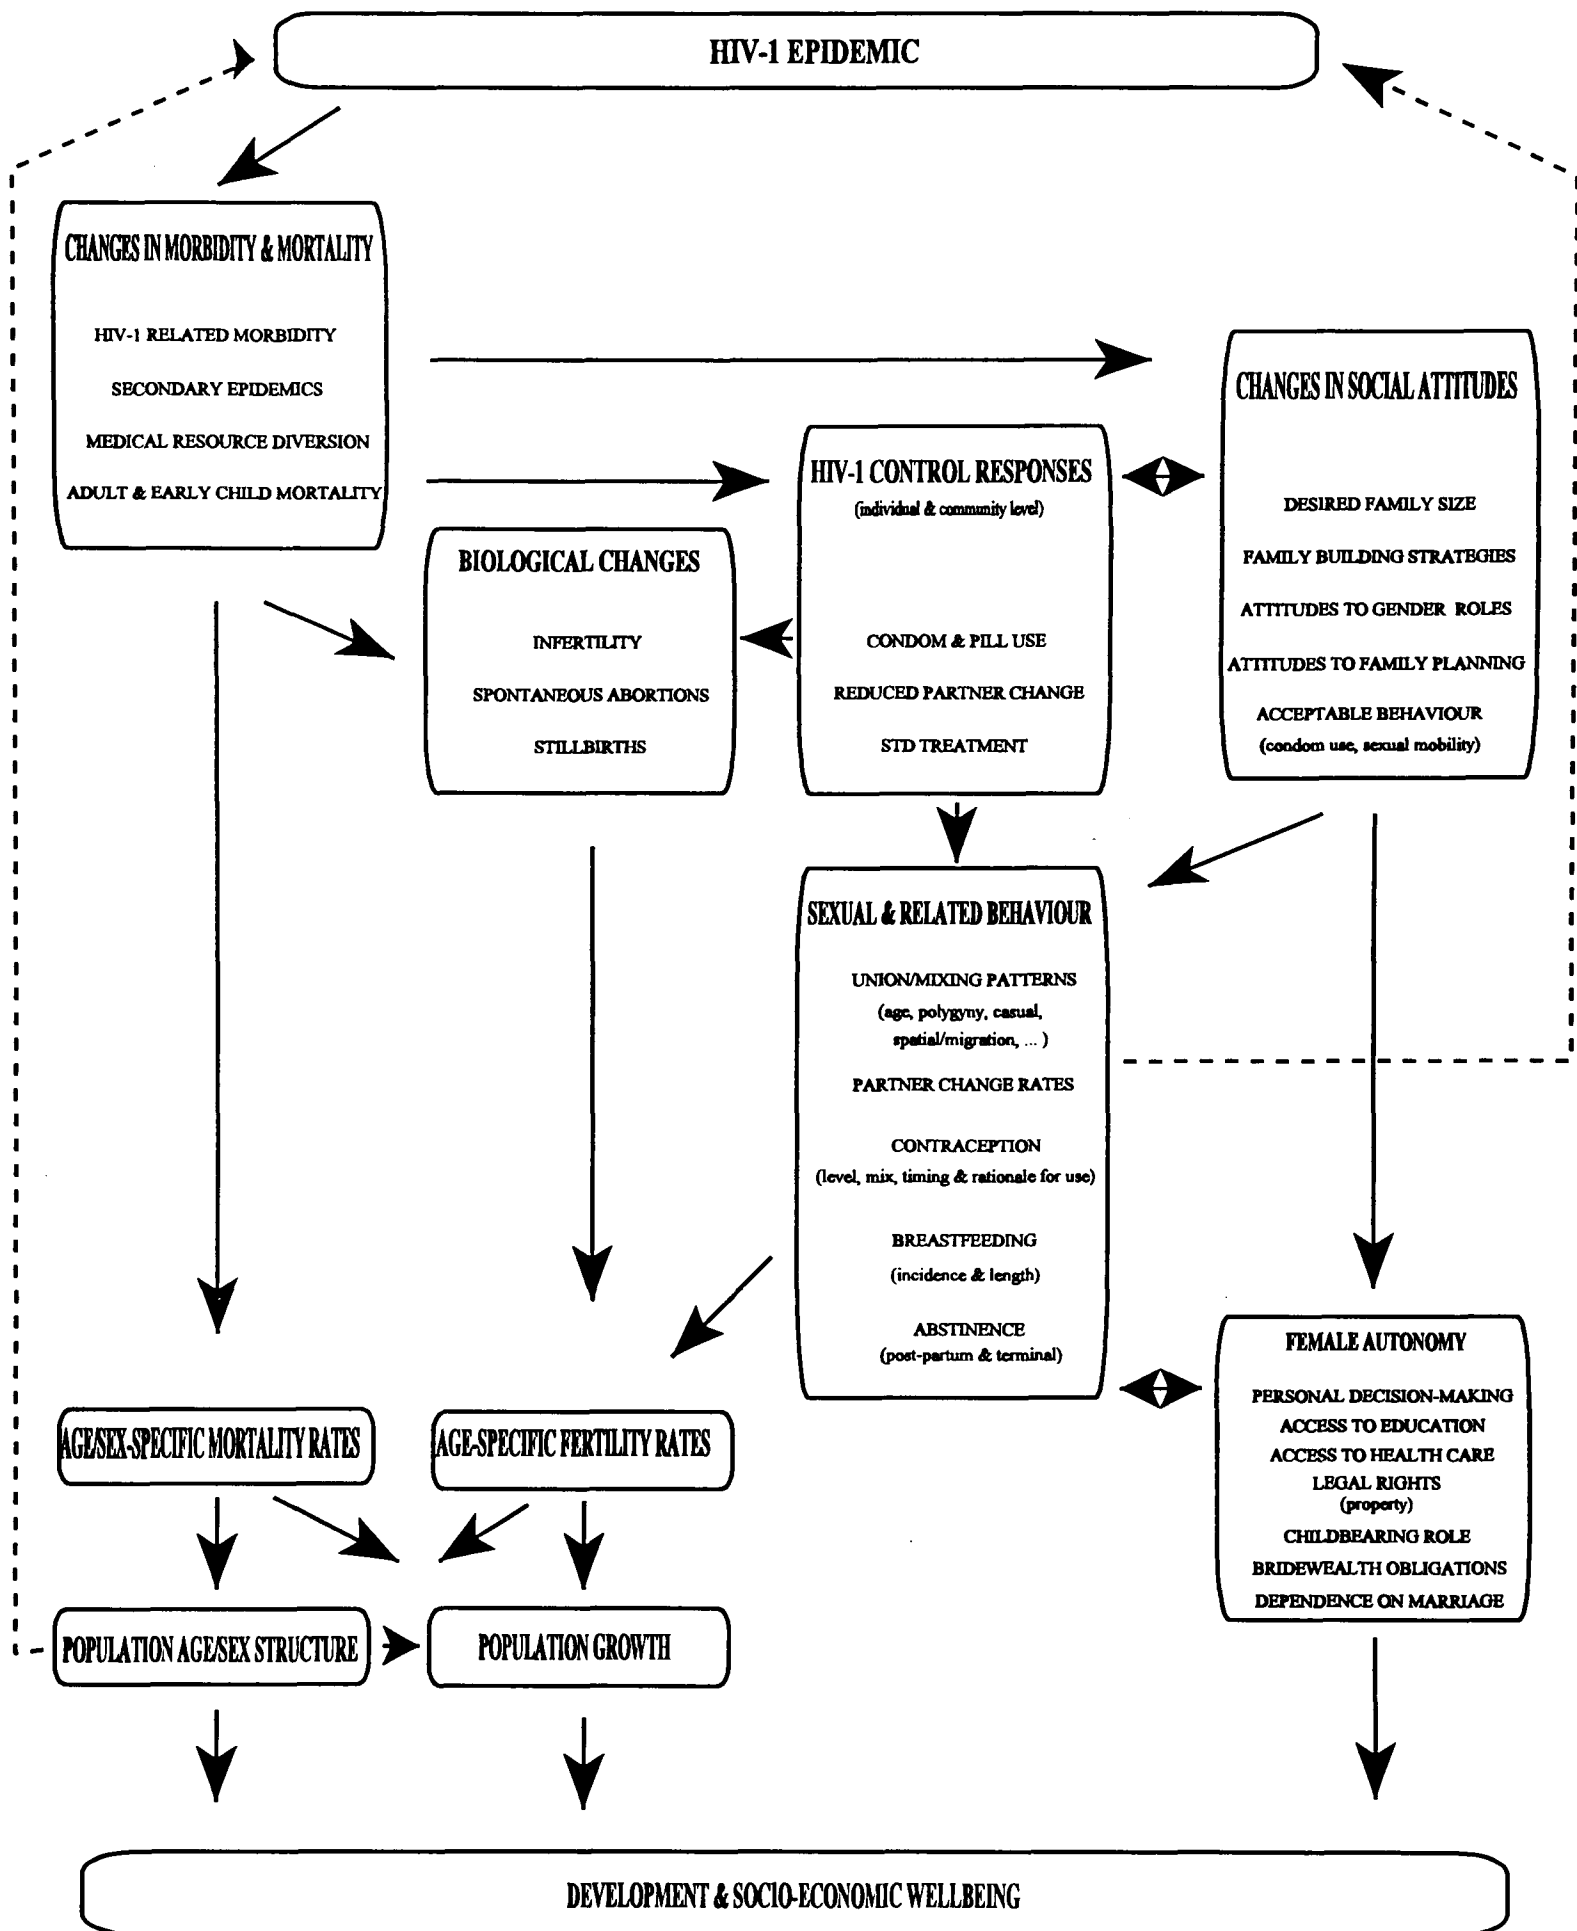 HIV-1 EPIDEMIC
CHANGES IN MORBIDITY & MORTALITY
HIV-1 RELATED MORBIDITY
SECONDARY EPIDEMICS
MEDICAL RESOURCE DIVERSION
ADULT & EARLY CHILD MORTALITY
CHANGES IN SOCIAL ATTITUDES
DESIRED FAMILY SIZE
FAMILY BUILDING STRATEGIES
ATTITUDES TO GENDER ROLES
ATTITUDES TO FAMILY PLANNING
ACCEPTABLE BEHAVIOUR
(condom use, sexual mobility)
HIV-1 CONTROL RESPONSES
(individual & community level)
CONDOM & PILL USE
REDUCED PARTNER CHANGE
STD TREATMENT
BIOLOGICAL CHANGES
INFERTILITY
SPONTANEOUS ABORTIONS
STILLBIRTHS
SEXUAL & RELATED BEHAVIOUR
UNION/MIXING PATTERNS
(age, polygyny, casual,
spatial/migration, ... )
PARTNER CHANGE RATES
CONTRACEPTION
(level, mix, timing & rationale for use)
BREASTFEEDING
(incidence & length)
ABSTINENCE
(post-partum & terminal)
FEMALE AUTONOMY
PERSONAL DECISION-MAKING
ACCESS TO EDUCATION
ACCESS TO HEALTH CARE
LEGAL RIGHTS
(property)
CHILDBEARING ROLE
BRIDEWEALTH OBLIGATIONS
DEPENDENCE ON MARRIAGE
AGE/SEX-SPECIFIC MORTALITY RATES
AGE-SPECIFIC FERTILITY RATES
POPULATION AGE/SEX STRUCTURE
POPULATION GROWTH
DEVELOPMENT & SOCIO-ECONOMIC WELLBEING